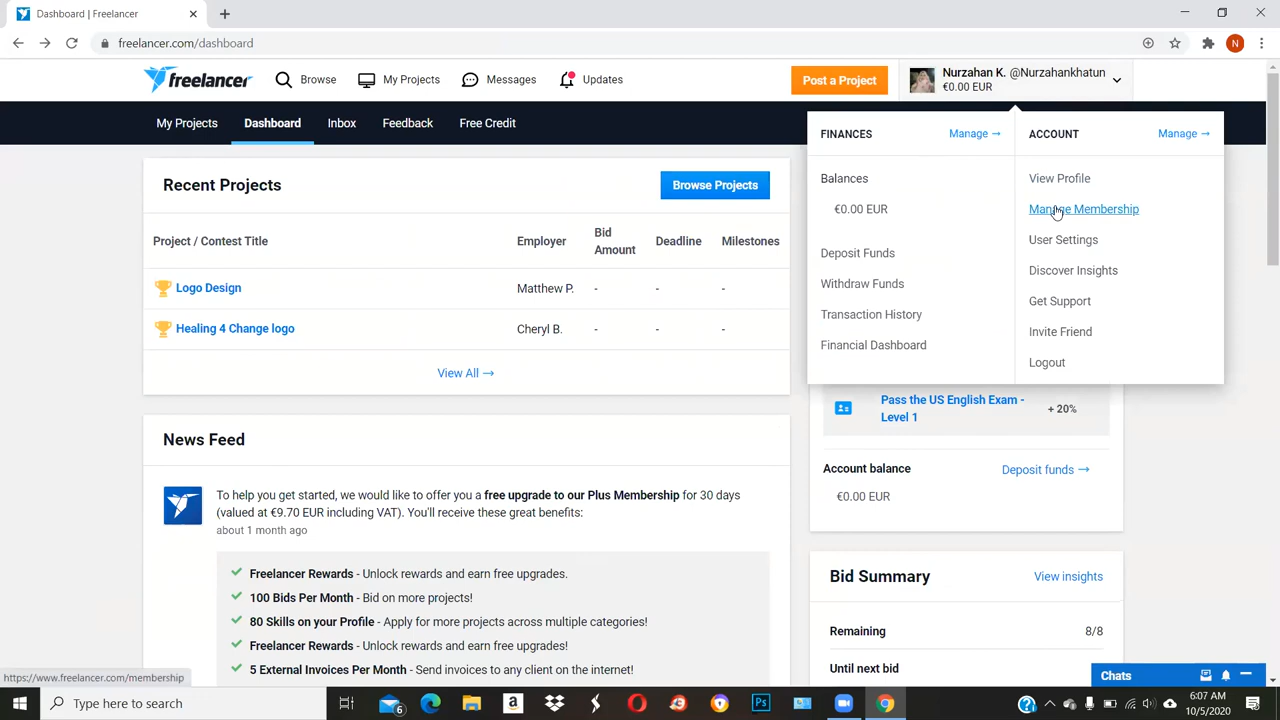 Dashboard | Freelancer
freelancer.com/dashboard
N
freelancer
Browse
My Projects
Messages
Updates
Post a Project
Nurzahan K. @Nurzahankhatun
€0.00 EUR
My Projects
Dashboard
Inbox
Feedback
Free Credit
FINANCES
Manage →
Balances
€0.00 EUR
Deposit Funds
Withdraw Funds
Transaction History
Financial Dashboard
ACCOUNT
Manage →
View Profile
Manage Membership
User Settings
Discover Insights
Get Support
Invite Friend
Logout
Recent Projects
Browse Projects
Project / Contest Title
Employer
Bid
Amount
Deadline
Milestones
Logo Design
Matthew P.
-
-
-
Healing 4 Change logo
Cheryl B.
-
-
-
View All →
Pass the US English Exam -
Level 1
+ 20%
Account balance
Deposit funds →
€0.00 EUR
News Feed
To help you get started, we would like to offer you a free upgrade to our Plus Membership for 30 days
(valued at €9.70 EUR including VAT). You'll receive these great benefits:
about 1 month ago
Freelancer Rewards - Unlock rewards and earn free upgrades.
100 Bids Per Month - Bid on more projects!
80 Skills on your Profile - Apply for more projects across multiple categories!
Freelancer Rewards - Unlock rewards and earn free upgrades!
5 External Invoices Per Month - Send invoices to any client on the internet!
Bid Summary
View insights
Remaining
8/8
Until next bid
Chats
https://www.freelancer.com/membership
Type here to search
6
a
Ps
6:07 AM
10/5/2020